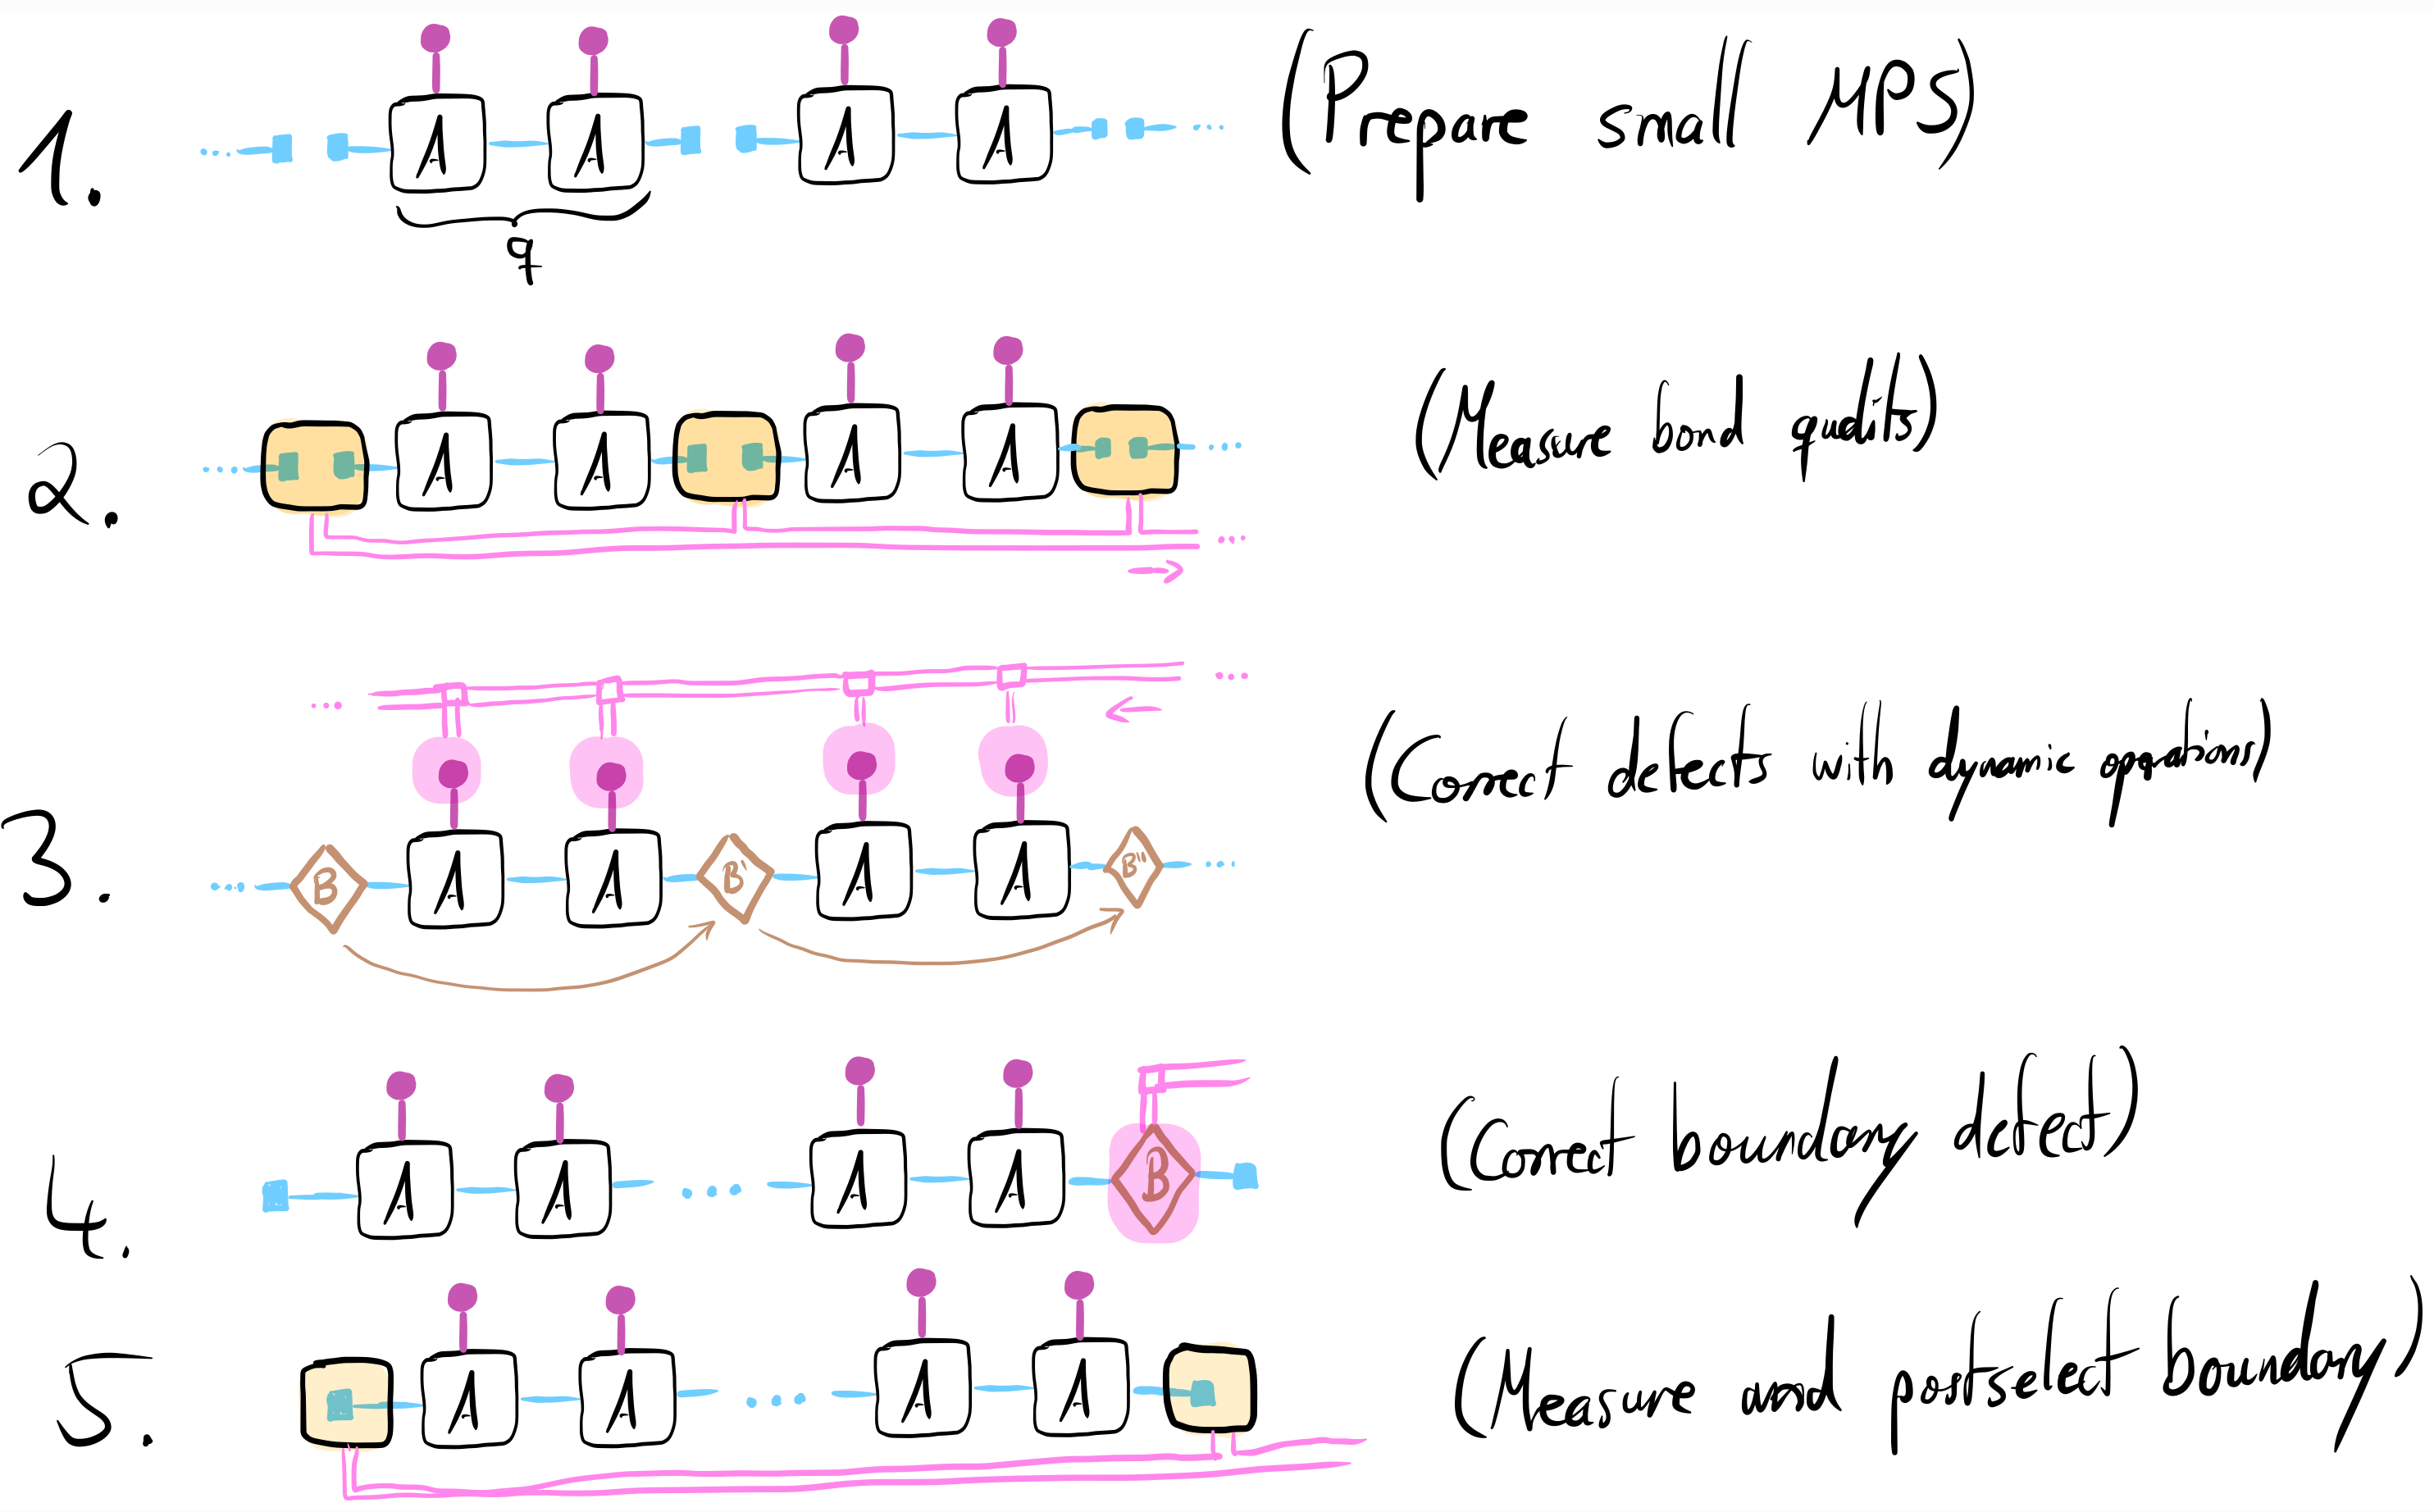 1. A A A A (Prepare small MPS)
q
2. A A A A (Measure bond qudits)
(Correct defects with dynamic operations)
3. B A A B' A A B''
4. A A ... A A B (Correct boundary defect)
5. A A ... A A (Measure and postselect boundary)